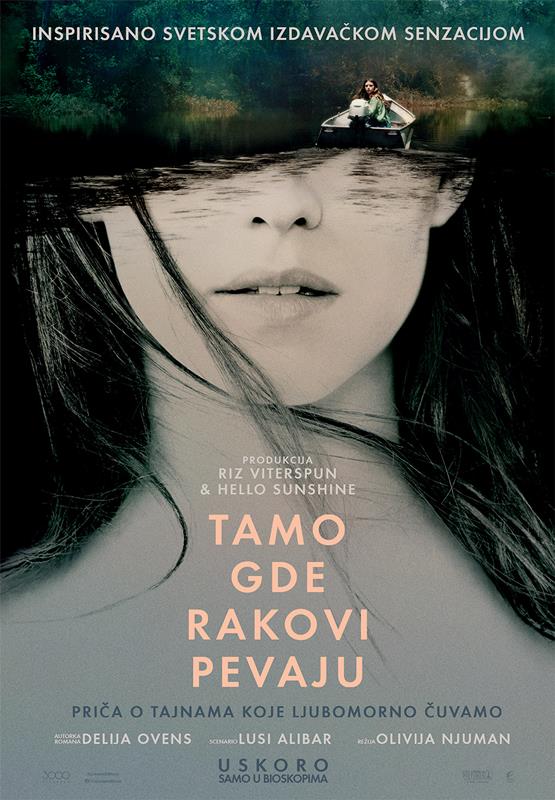 INSPIRISANO SVETSKOM IZDAVAČKOM SENZACIJOM
PRODUKCIJA
RIZ VITERSPUN
& HELLO SUNSHINE
TAMO
GDE
RAKOVI
PEVAJU
PRIČA O TAJNAMA KOJE LJUBOMORNO ČUVAMO
AUTORKA ROMANA DELIJA OVENS SCENARIO LUSI ALIBAR REŽIJA OLIVIJA NJUMAN
USKORO
SAMO U BIOSKOPIMA
3000